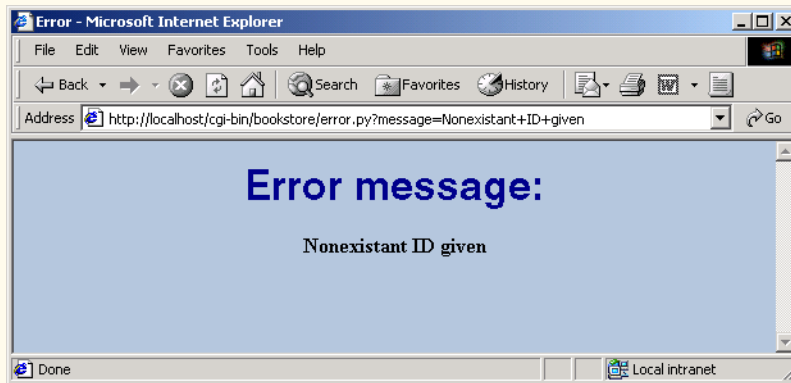 Error - Microsoft Internet Explorer
File Edit View Favorites Tools Help
Back Search Favorites History
Address http://localhost/cgi-bin/bookstore/error.py?message=Nonexistant+ID+given Go
Error message:
Nonexistant ID given
Done Local intranet